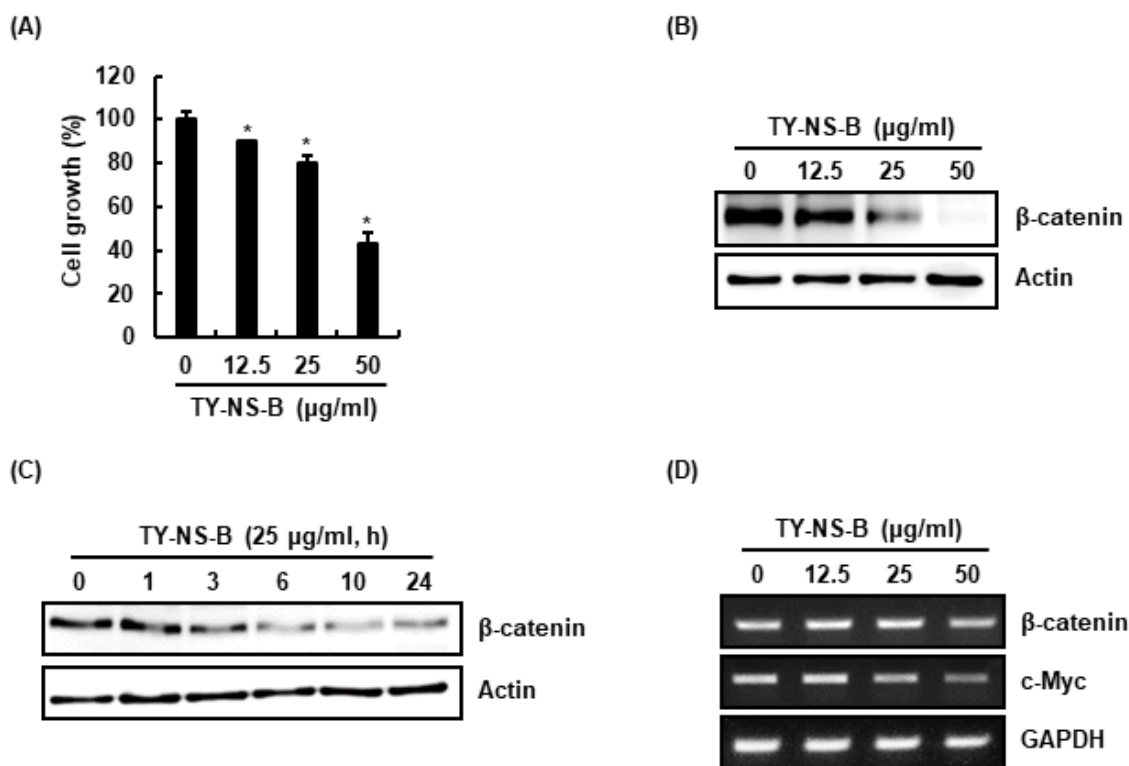 (A)
120
100
80
60
40
20
0
Cell growth (%)
*
*
*
0 12.5 25 50
TY-NS-B (µg/ml)
(B)
TY-NS-B (µg/ml)
0 12.5 25 50
β-catenin
Actin
(C)
TY-NS-B (25 µg/ml, h)
0 1 3 6 10 24
β-catenin
Actin
(D)
TY-NS-B (µg/ml)
0 12.5 25 50
β-catenin
c-Myc
GAPDH